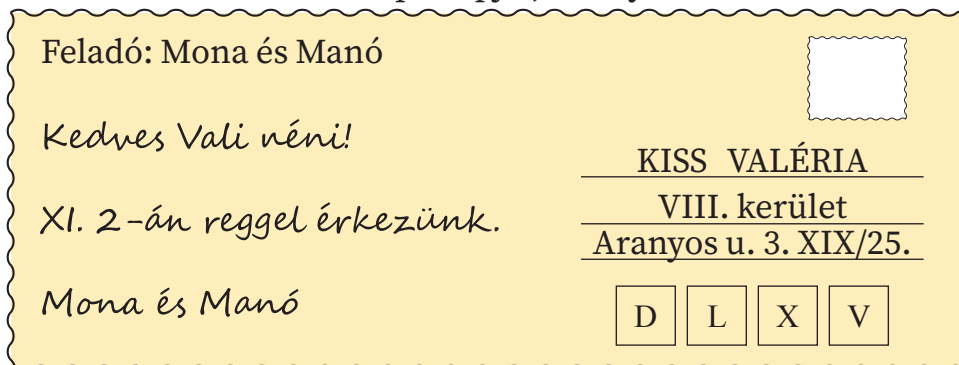 Feladó: Mona és Manó
Kedves Vali néni!
XI. 2-án reggel érkezünk.
Mona és Manó
KISS VALÉRIA
VIII. kerület
Aranyos u. 3. XIX/25.
D L X V